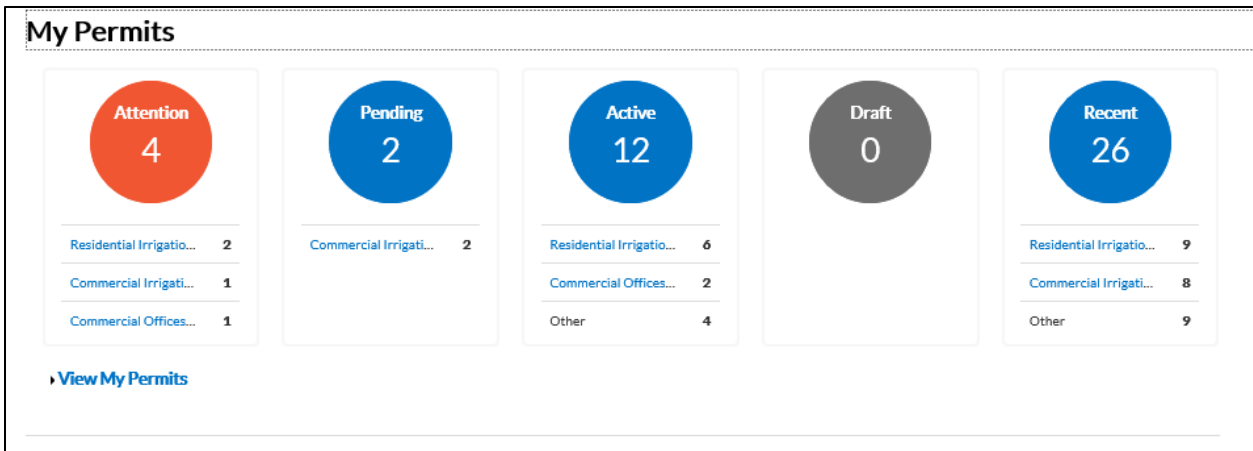 My Permits
Attention
4
Residential Irrigatio... 2
Commercial Irrigati... 1
Commercial Offices... 1
Pending
2
Commercial Irrigati... 2
Active
12
Residential Irrigatio... 6
Commercial Offices... 2
Other 4
Draft
0
Recent
26
Residential Irrigatio... 9
Commercial Irrigati... 8
Other 9
View My Permits